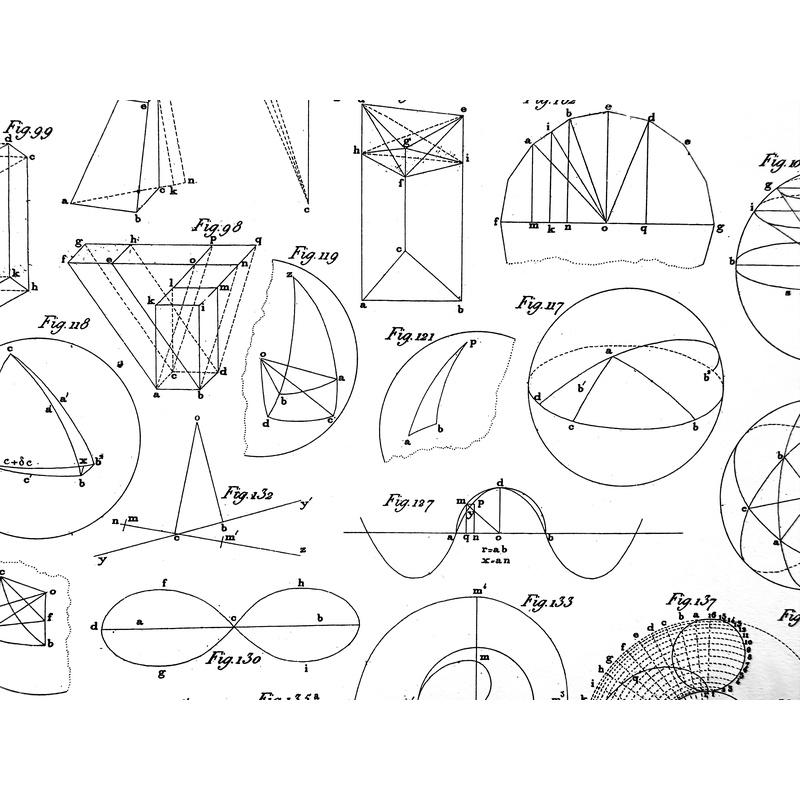 Fig. 99
d
c
k
h
e
a
b
c
k
n
c
e
h
g
i
f
c
a
b
e
b
d
i
a
e
f
m
k
n
o
q
g
g
i
b
s
Fig. 98
g
h
p
q
f
e
o
n
l
m
k
i
c
d
a
b
Fig. 119
z
o
a
b
d
c
Fig. 118
c
a'
c+δc
x
b
c'
Fig. 121
p
a
b
Fig. 117
a
d
b'
c
b
b
c
a
Fig. 132
o
y'
n
m
b
c
m'
y
z
Fig. 127
d
m
p
y
a
q
n
o
b
r=ab
x=an
c
o
f
b
Fig. 130
f
h
a
c
b
d
g
i
Fig. 133
m
Fig. 137
a
b
c
d
e
f
g
h
i
k
q